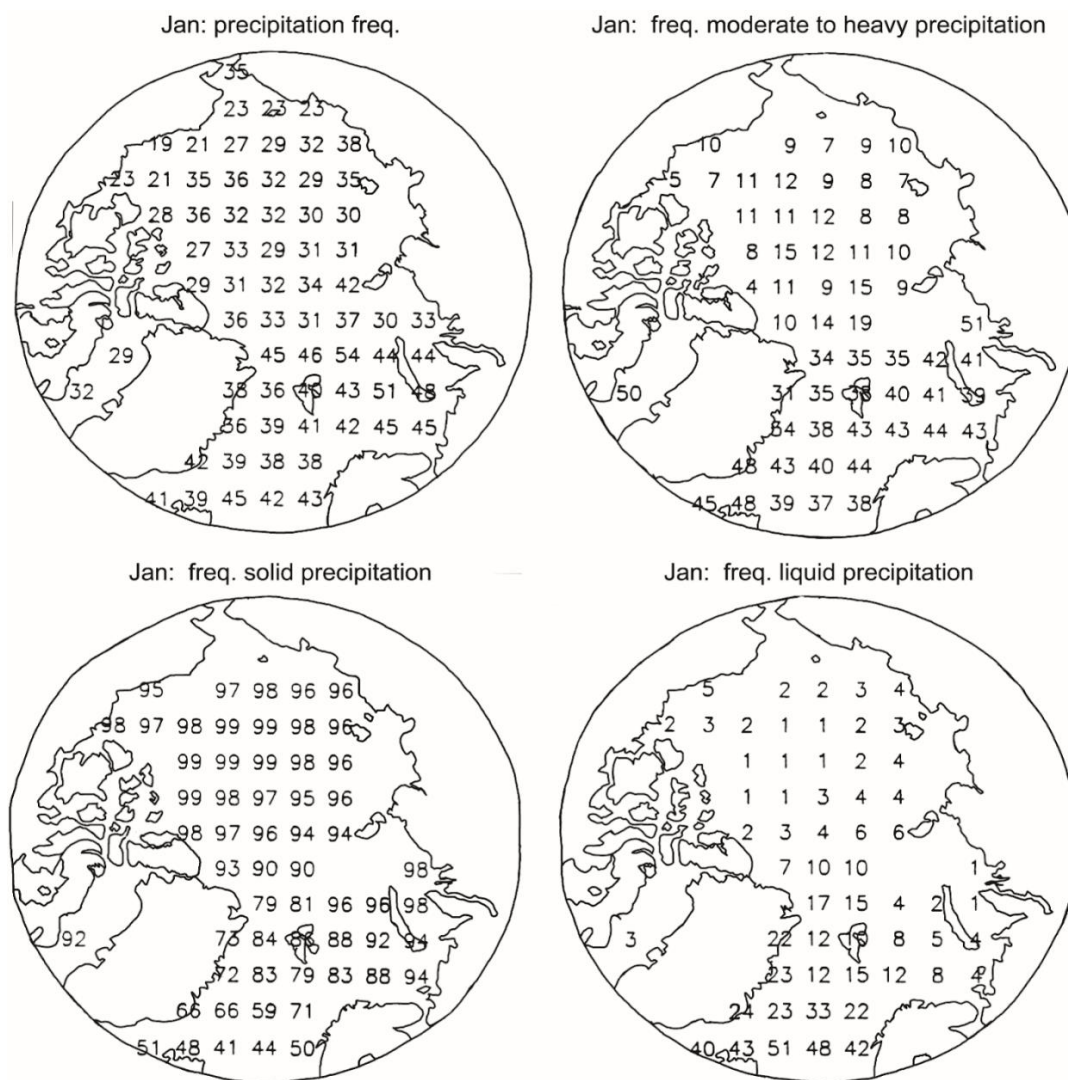 Jan: precipitation freq.
35
23 23 23
19 21 27 29 32 38
23 21 35 36 32 29 35
28 36 32 32 30 30
27 33 29 31 31
29 31 32 34 42
36 33 31 37 30 33
29 45 46 54 44 44
32 38 36 43 51 48
36 39 41 42 45 45
42 39 38 38
41 39 45 42 43
Jan: freq. moderate to heavy precipitation
10 9 7 9 10
5 7 11 12 9 8 7
11 11 12 8 8
8 15 12 11 10
4 11 9 15 9
10 14 19 51
34 35 35 42 41
50 31 35 38 40 41 39
38 43 43 44 43
48 43 40 44
45 48 39 37 38
Jan: freq. solid precipitation
95 97 98 96 96
98 97 98 99 99 98 96
99 99 99 98 96
99 98 97 95 96
98 97 96 94 94
93 90 90 98
79 81 96 96 98
92 73 84 88 92 94
72 83 79 83 88 94
66 66 59 71
51 48 41 44 50
Jan: freq. liquid precipitation
5 2 2 3 4
2 3 2 1 1 2 3
1 1 1 2 4
1 1 3 4 4
2 3 4 6 6
7 10 10 1
17 15 4 2 1
3 22 12 8 5 4
23 12 15 12 8 4
24 23 33 22
40 43 51 48 42